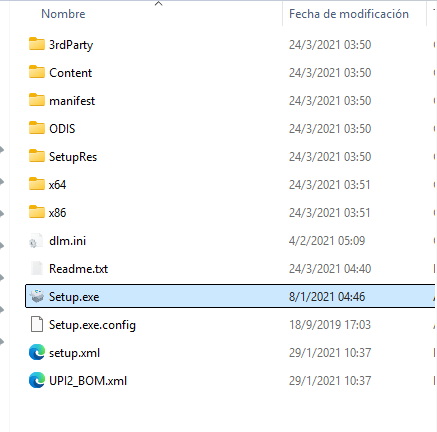 Nombre Fecha de modificación
3rdParty 24/3/2021 03:50
Content 24/3/2021 03:50
manifest 24/3/2021 03:50
ODIS 24/3/2021 03:50
SetupRes 24/3/2021 03:50
x64 24/3/2021 03:51
x86 24/3/2021 03:51
dlm.ini 4/2/2021 05:09
Readme.txt 24/3/2021 04:40
Setup.exe 8/1/2021 04:46
Setup.exe.config 18/9/2019 17:03
setup.xml 29/1/2021 10:37
UPI2_BOM.xml 29/1/2021 10:37